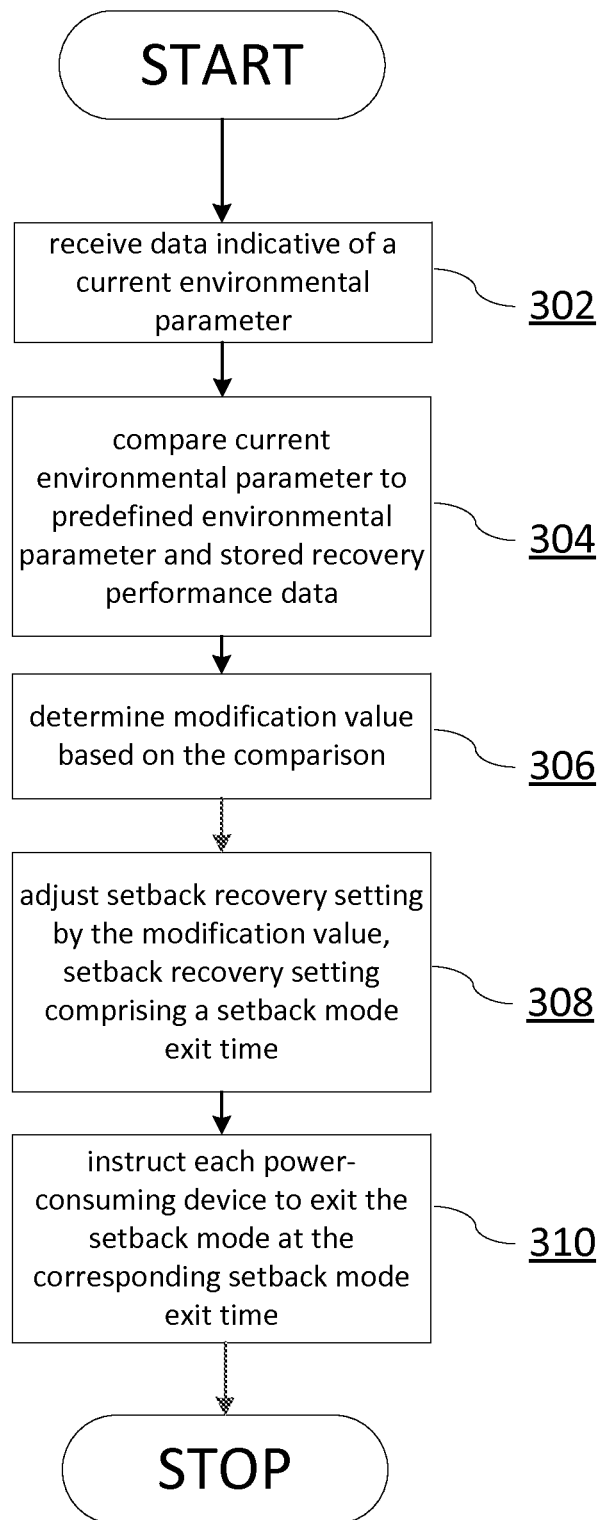 START
receive data indicative of a
current environmental
parameter
302
compare current
environmental parameter to
predefined environmental
parameter and stored recovery
performance data
304
determine modification value
based on the comparison
306
adjust setback recovery setting
by the modification value,
setback recovery setting
comprising a setback mode
exit time
308
instruct each power-
consuming device to exit the
setback mode at the
corresponding setback mode
exit time
310
STOP